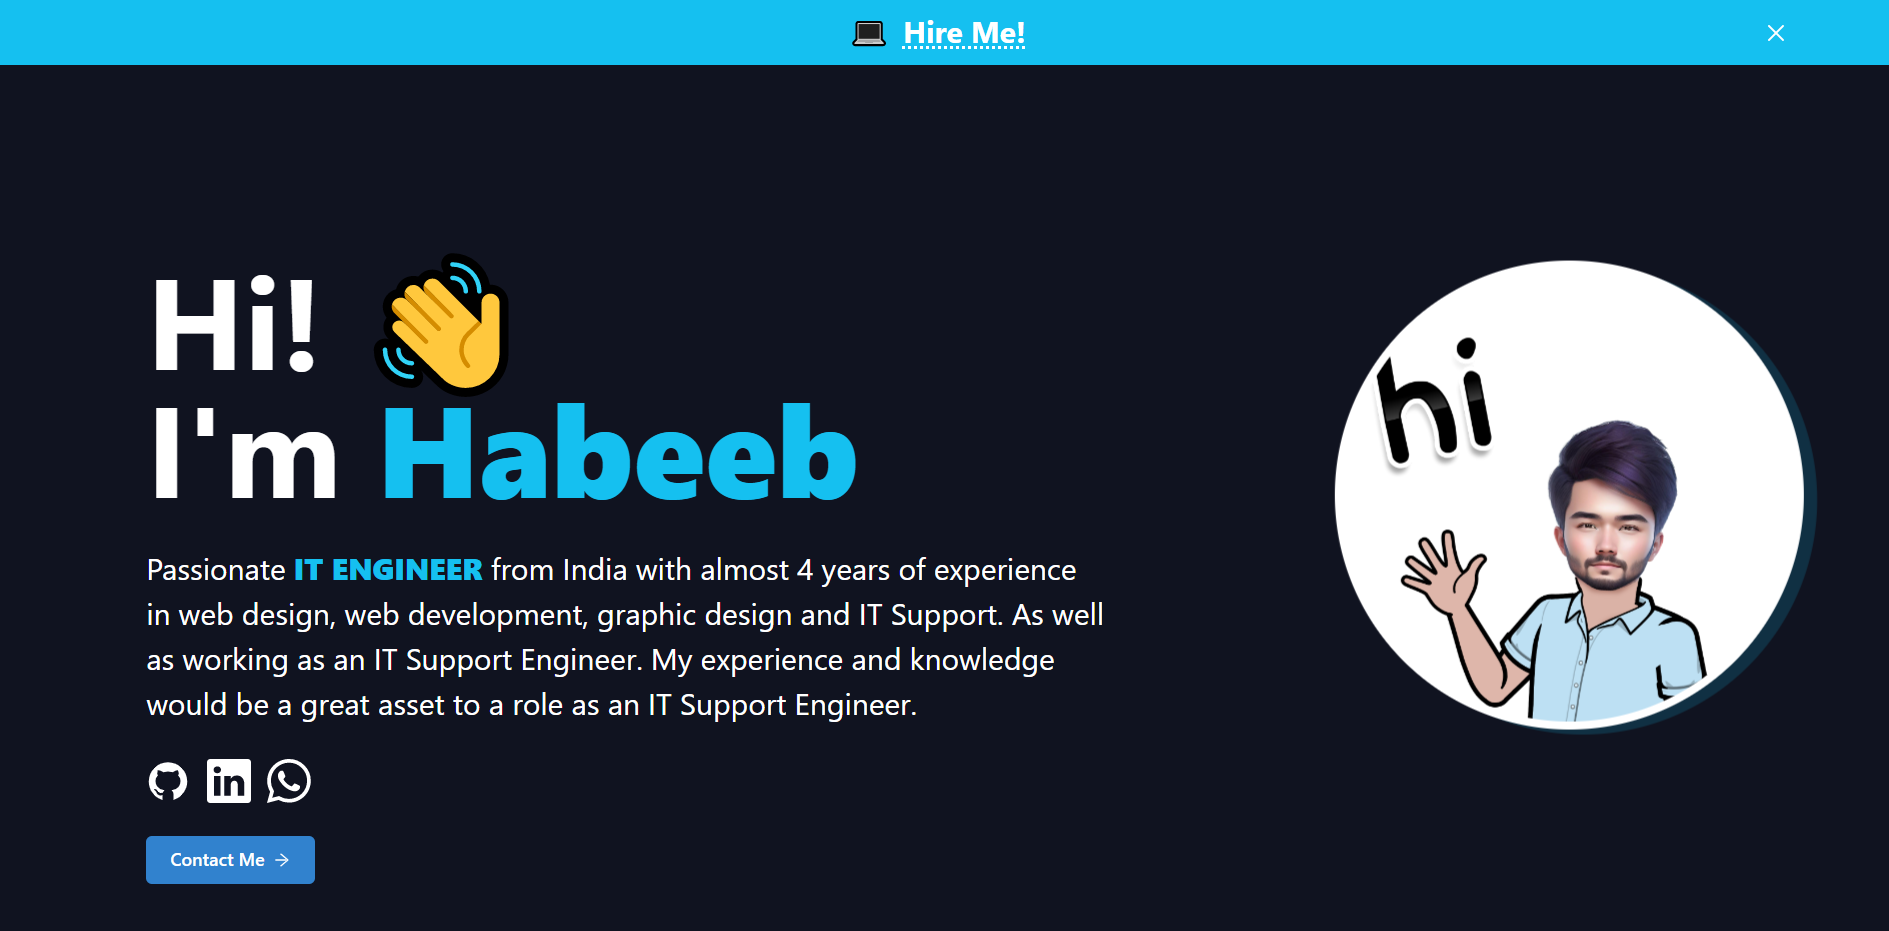 Hire Me!
Hi!
I'm Habeeb
hi
Passionate IT ENGINEER from India with almost 4 years of experience
in web design, web development, graphic design and IT Support. As well
as working as an IT Support Engineer. My experience and knowledge
would be a great asset to a role as an IT Support Engineer.
in
Contact Me →